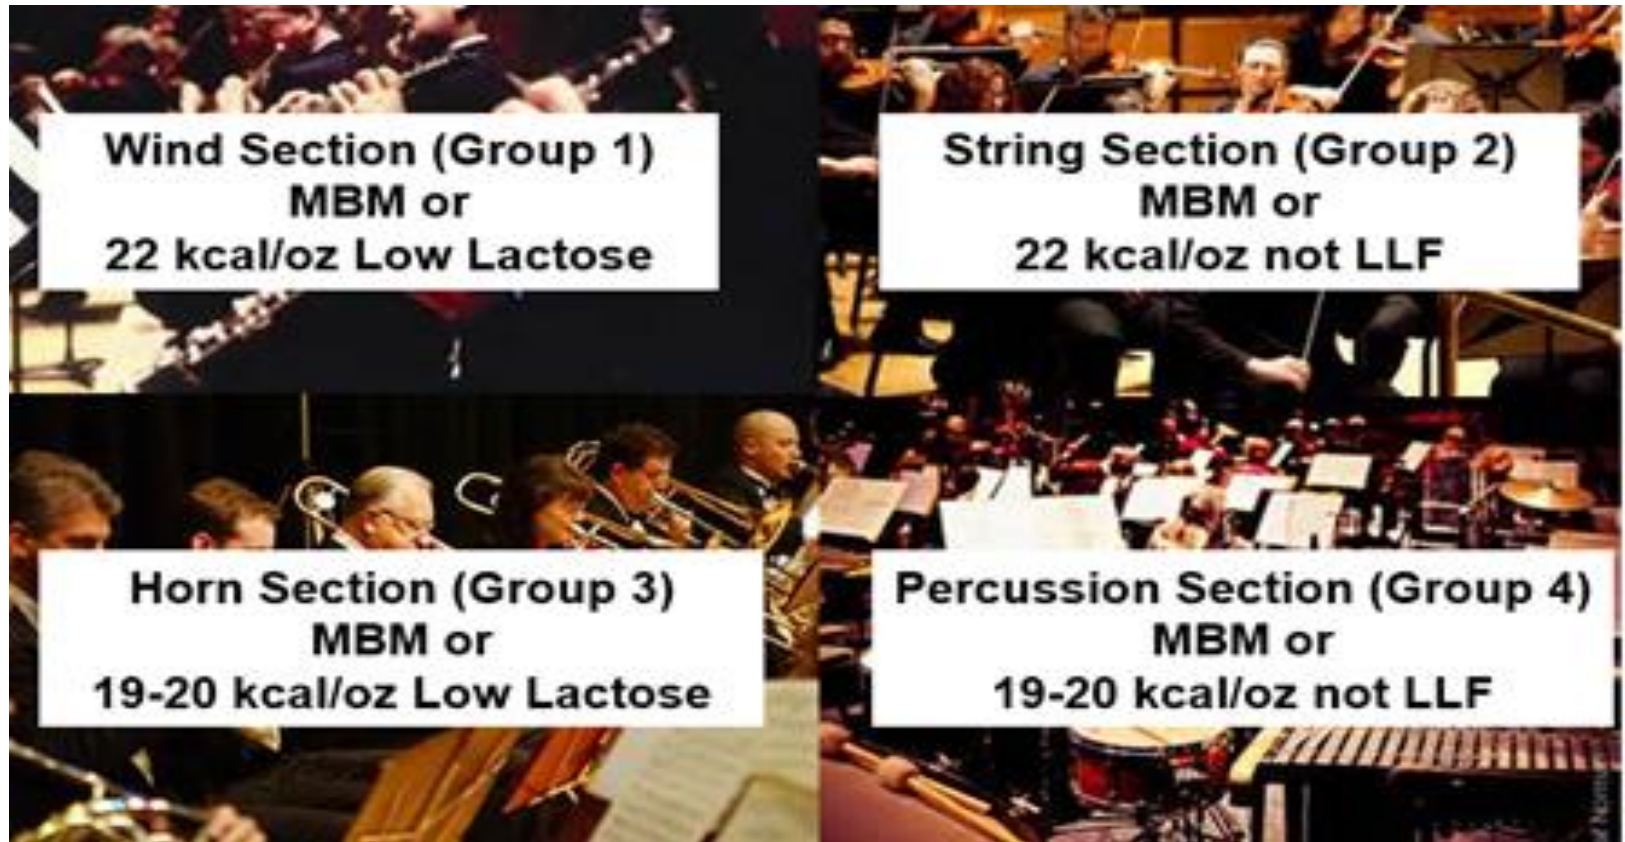 Wind Section (Group 1)
MBM or
22 kcal/oz Low Lactose
String Section (Group 2)
MBM or
22 kcal/oz not LLF
Horn Section (Group 3)
MBM or
19-20 kcal/oz Low Lactose
Percussion Section (Group 4)
MBM or
19-20 kcal/oz not LLF